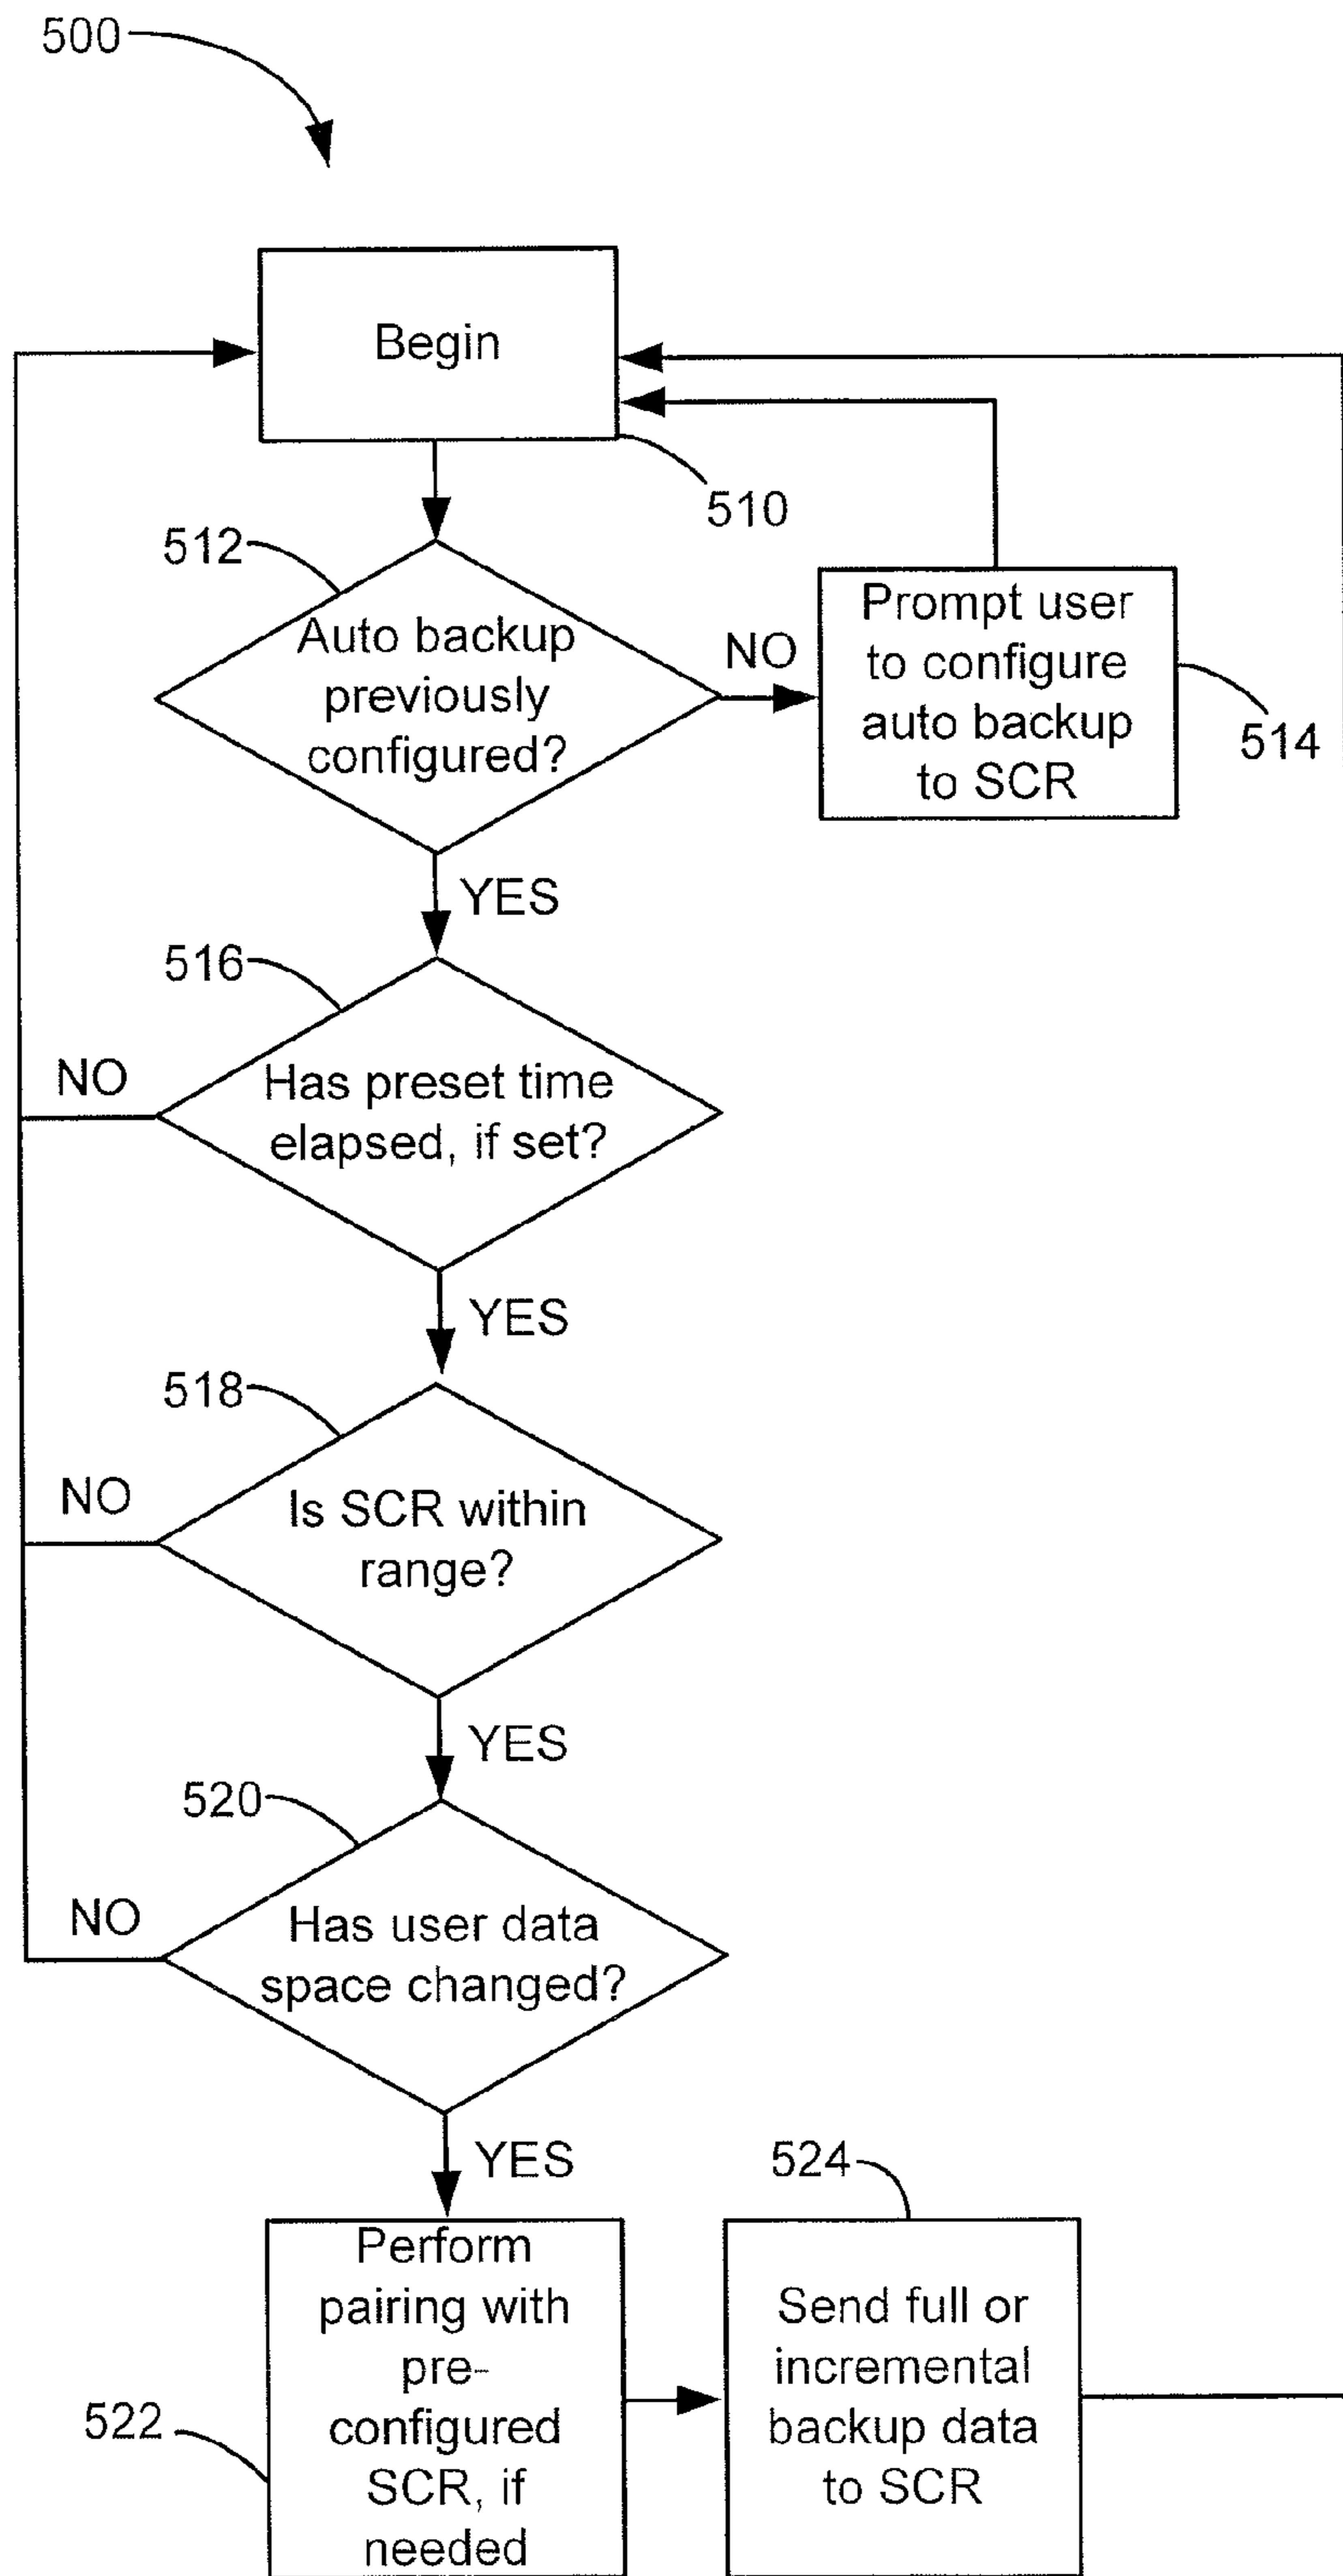 500
Begin
510
512
Auto backup
previously
configured?
NO
Prompt user
to configure
auto backup
to SCR
514
YES
516
NO
Has preset time
elapsed, if set?
YES
518
NO
Is SCR within
range?
YES
520
NO
Has user data
space changed?
YES
524
Perform
pairing with
pre-
configured
SCR, if
needed
522
Send full or
incremental
backup data
to SCR